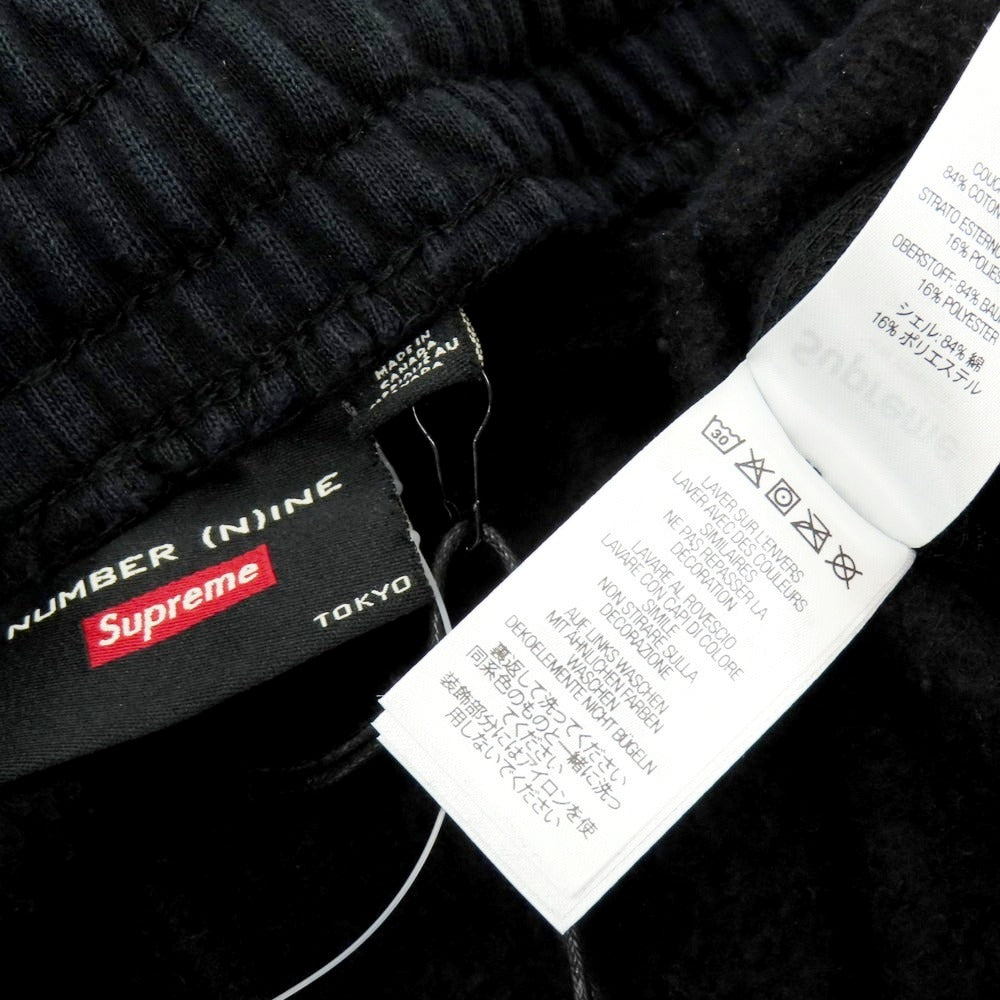 MADE IN
CANADA
NUMBER (N)INE
Supreme
TOKYO
84% COTON
STRATO ESTERNO
16% POLIES
OBERSTOFF: 84% BAU
16% POLYESTER
シェル: 84% 綿
16% ポリエステル
Supreme
30
LAVER SUR L'ENVERS
LAVER AVEC DES COULEURS
SIMILAIRES
NE PAS REPASSER LA
DÉCORATION
LAVARE AL ROVESCIO
LAVARE CON CAPI DI COLORE
SIMILE
NON STIRARE SULLA
DECORAZIONE
AUF LINKS WASCHEN
MIT ÄHNLICHEN FARBEN
WASCHEN
DEKOELEMENTE NICHT BÜGELN
裏返して洗ってください
同系色のものと一緒に洗っ
てください
装飾部分にはアイロンを使
用しないでください